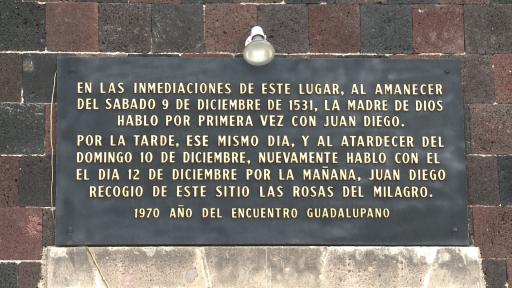 EN LAS INMEDIACIONES DE ESTE LUGAR, AL AMANECER
DEL SABADO 9 DE DICIEMBRE DE 1531, LA MADRE DE DIOS
HABLO POR PRIMERA VEZ CON JUAN DIEGO.
POR LA TARDE, ESE MISMO DIA, Y AL ATARDECER DEL
DOMINGO 10 DE DICIEMBRE, NUEVAMENTE HABLO CON EL
EL DIA 12 DE DICIEMBRE POR LA MAÑANA, JUAN DIEGO
RECOGIO DE ESTE SITIO LAS ROSAS DEL MILAGRO.
1970 AÑO DEL ENCUENTRO GUADALUPANO